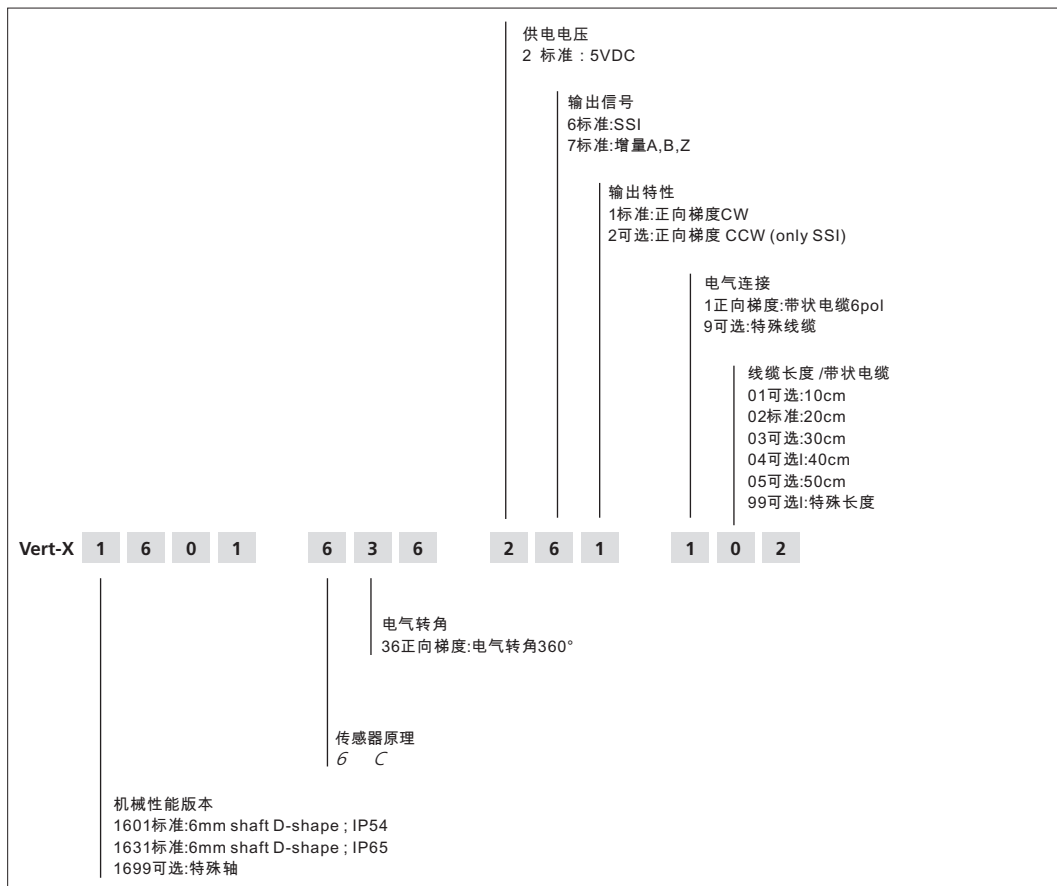 供电电压
2 标准 : 5VDC
输出信号
6标准:SSI
7标准:增量A,B,Z
输出特性
1标准:正向梯度CW
2可选:正向梯度 CCW (only SSI)
电气连接
1正向梯度:带状电缆6pol
9可选:特殊线缆
线缆长度 /带状电缆
01可选:10cm
02标准:20cm
03可选:30cm
04可选l:40cm
05可选:50cm
99可选l:特殊长度
Vert-X 1 6 0 1 6 3 6 2 6 1 1 0 2
电气转角
36正向梯度:电气转角360°
传感器原理
6 C
机械性能版本
1601标准:6mm shaft D-shape ; IP54
1631标准:6mm shaft D-shape ; IP65
1699可选:特殊轴